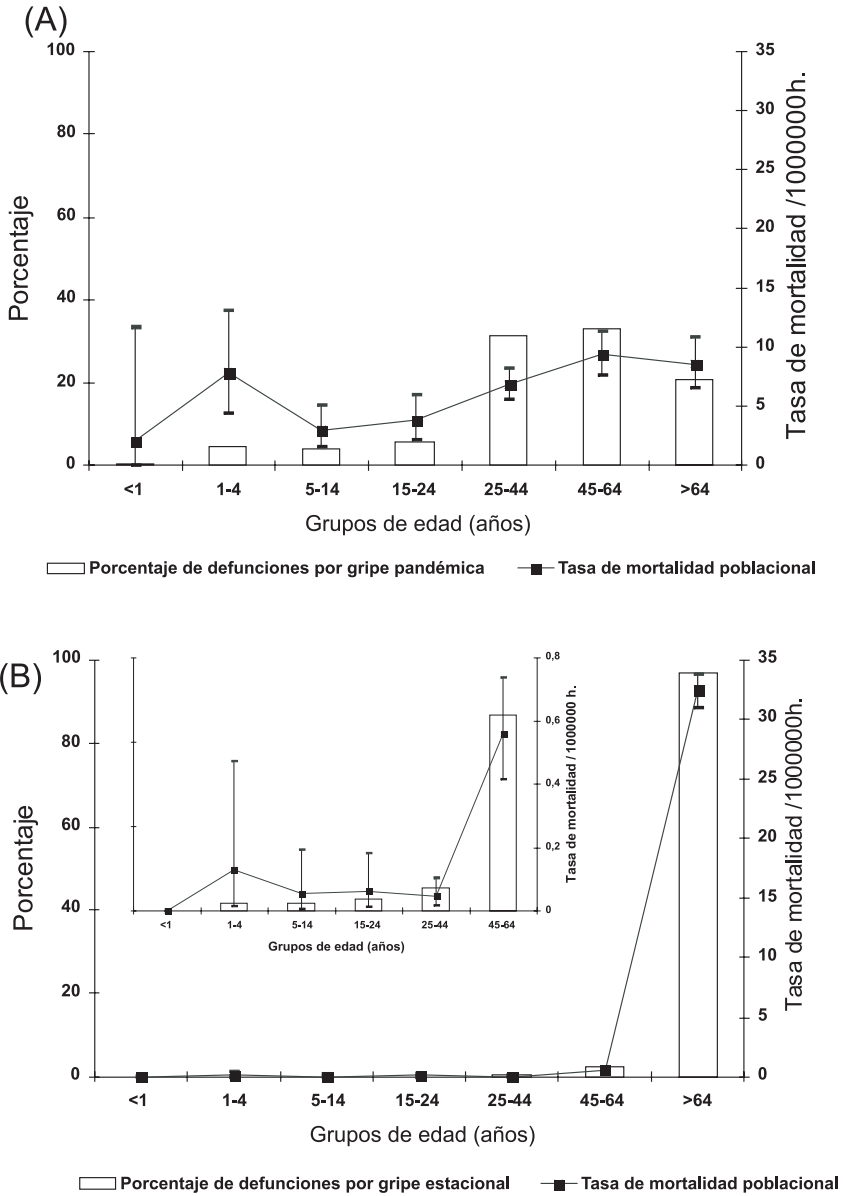 (A)
100
80
60
40
20
0
Porcentaje
35
30
25
20
15
10
5
0
Tasa de mortalidad /1000000h.
<1 1-4 5-14 15-24 25-44 45-64 >64
Grupos de edad (años)
Porcentaje de defunciones por gripe pandémica Tasa de mortalidad poblacional
(B)
100
80
60
40
20
0
Porcentaje
0,8
0,6
0,4
0,2
0
Tasa de mortalidad / 1000000 h.
<1 1-4 5-14 15-24 25-44 45-64
Grupos de edad (años)
35
30
25
20
15
10
5
0
Tasa de mortalidad /1000000h.
<1 1-4 5-14 15-24 25-44 45-64 >64
Grupos de edad (años)
Porcentaje de defunciones por gripe estacional Tasa de mortalidad poblacional